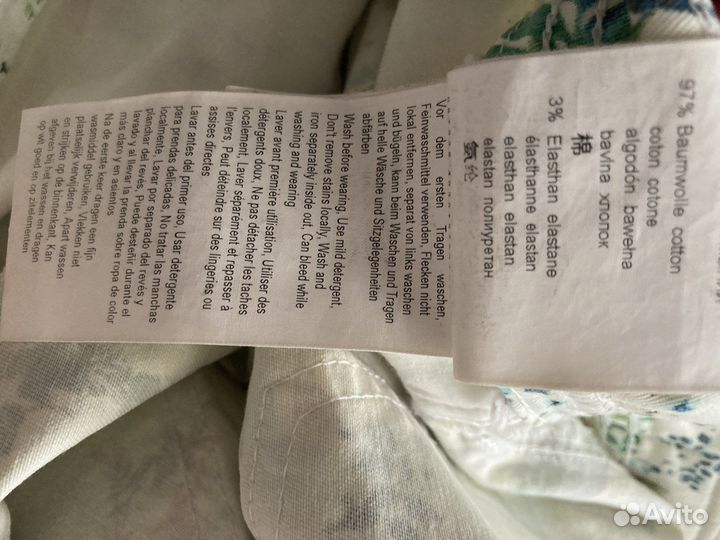 97% Baumwolle cotton
coton cotone
algodón bawełna
棉
bavlna хлопок
3% Elasthan elastane
élasthanne elastan
elasthan elastan
氨纶
elastan полиуретан
Vor dem ersten Tragen waschen,
Feinwaschmittel verwenden, Flecken nicht
lokal entfernen, separat von links waschen
und bügeln, kann beim Waschen und Tragen
auf helle Wäsche und Sitzgelegenheiten
abfärben
Wash before wearing, Use mild detergent,
Don't remove stains locally, Wash and
iron separately inside out, Can bleed while
washing and wearing
Laver avant première utilisation, Utiliser des
détergents doux, Ne pas détacher les taches
localement, Laver séparément et repasser à
l'envers, Peut déteindre sur des lingeries ou
assises directes
Lavar antes del primer uso, Usar detergente
para prendas delicadas, No tratar las manchas
localmente, Lavar por separado del revés y
planchar del revés, Puede desteñir durante el
lavado y al llevar la prenda sobre ropa de color
más claro y en asientos
Na de eerste keer dragen een fijn
wasmiddel gebruiken, Vlekken niet
plaatselijk verwijderen, Apart wassen
en strijken op de binnenkant, Kan
afgeven bij het wassen en dragen
op wit goed en op zitelementen
Avito